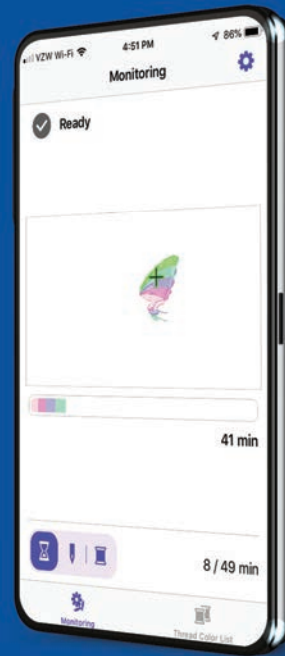 VZW Wi-Fi 4:51 PM 86%
Monitoring
Ready
41 min
8 / 49 min
Monitoring Thread Color List